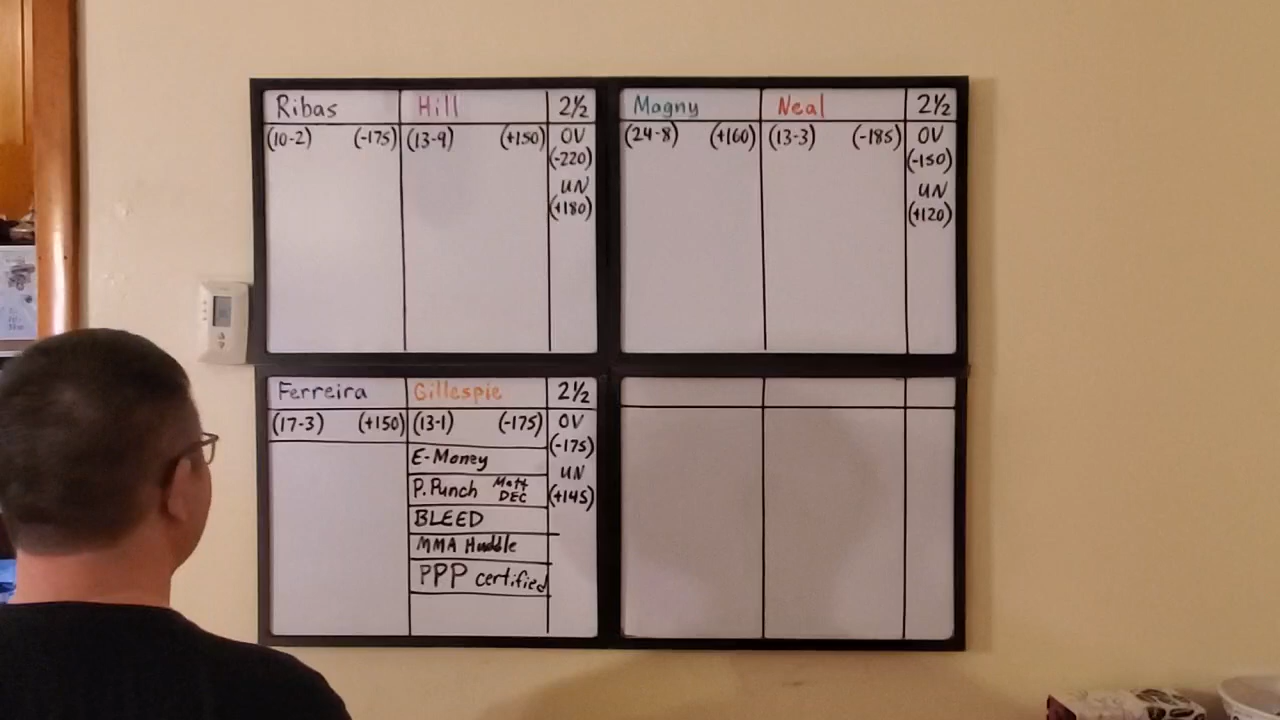 Ribas Hill 2½
(10-2) (-175) (13-9) (+150) OV
(-220)
UN
(+180)
Magny Neal 2½
(24-8) (+160) (13-3) (-185) OV
(-150)
UN
(+120)
Ferreira Gillespie 2½
(17-3) (+150) (13-1) (-175) OV
(-175)
UN
(+145)
E-Money
P. Punch Matt
DEC
BLEED
MMA Huddle
PPP certified